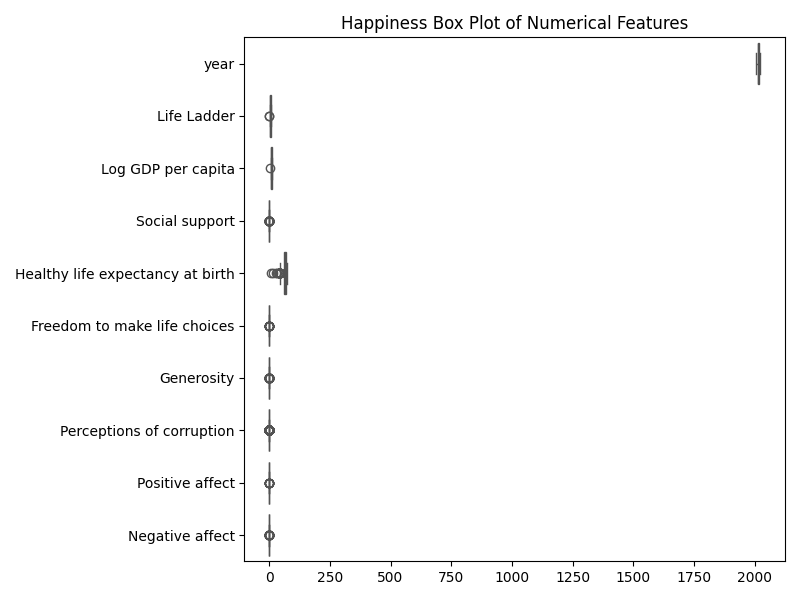 Happiness Box Plot of Numerical Features
year
Life Ladder
Log GDP per capita
Social support
Healthy life expectancy at birth
Freedom to make life choices
Generosity
Perceptions of corruption
Positive affect
Negative affect
0 250 500 750 1000 1250 1500 1750 2000